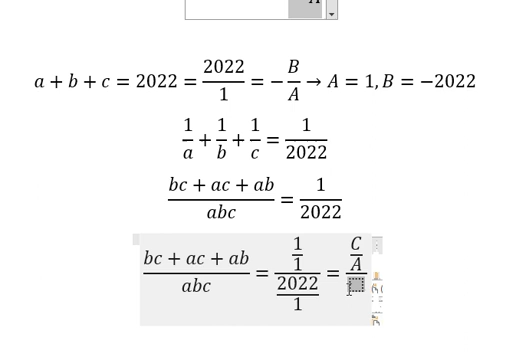 a + b + c = 2022 = 2022/1 = −B/A → A = 1, B = −2022
1/a + 1/b + 1/c = 1/2022
(bc + ac + ab)/abc = 1/2022
(bc + ac + ab)/abc = (1/1)/(2022/1) = (C/A)/